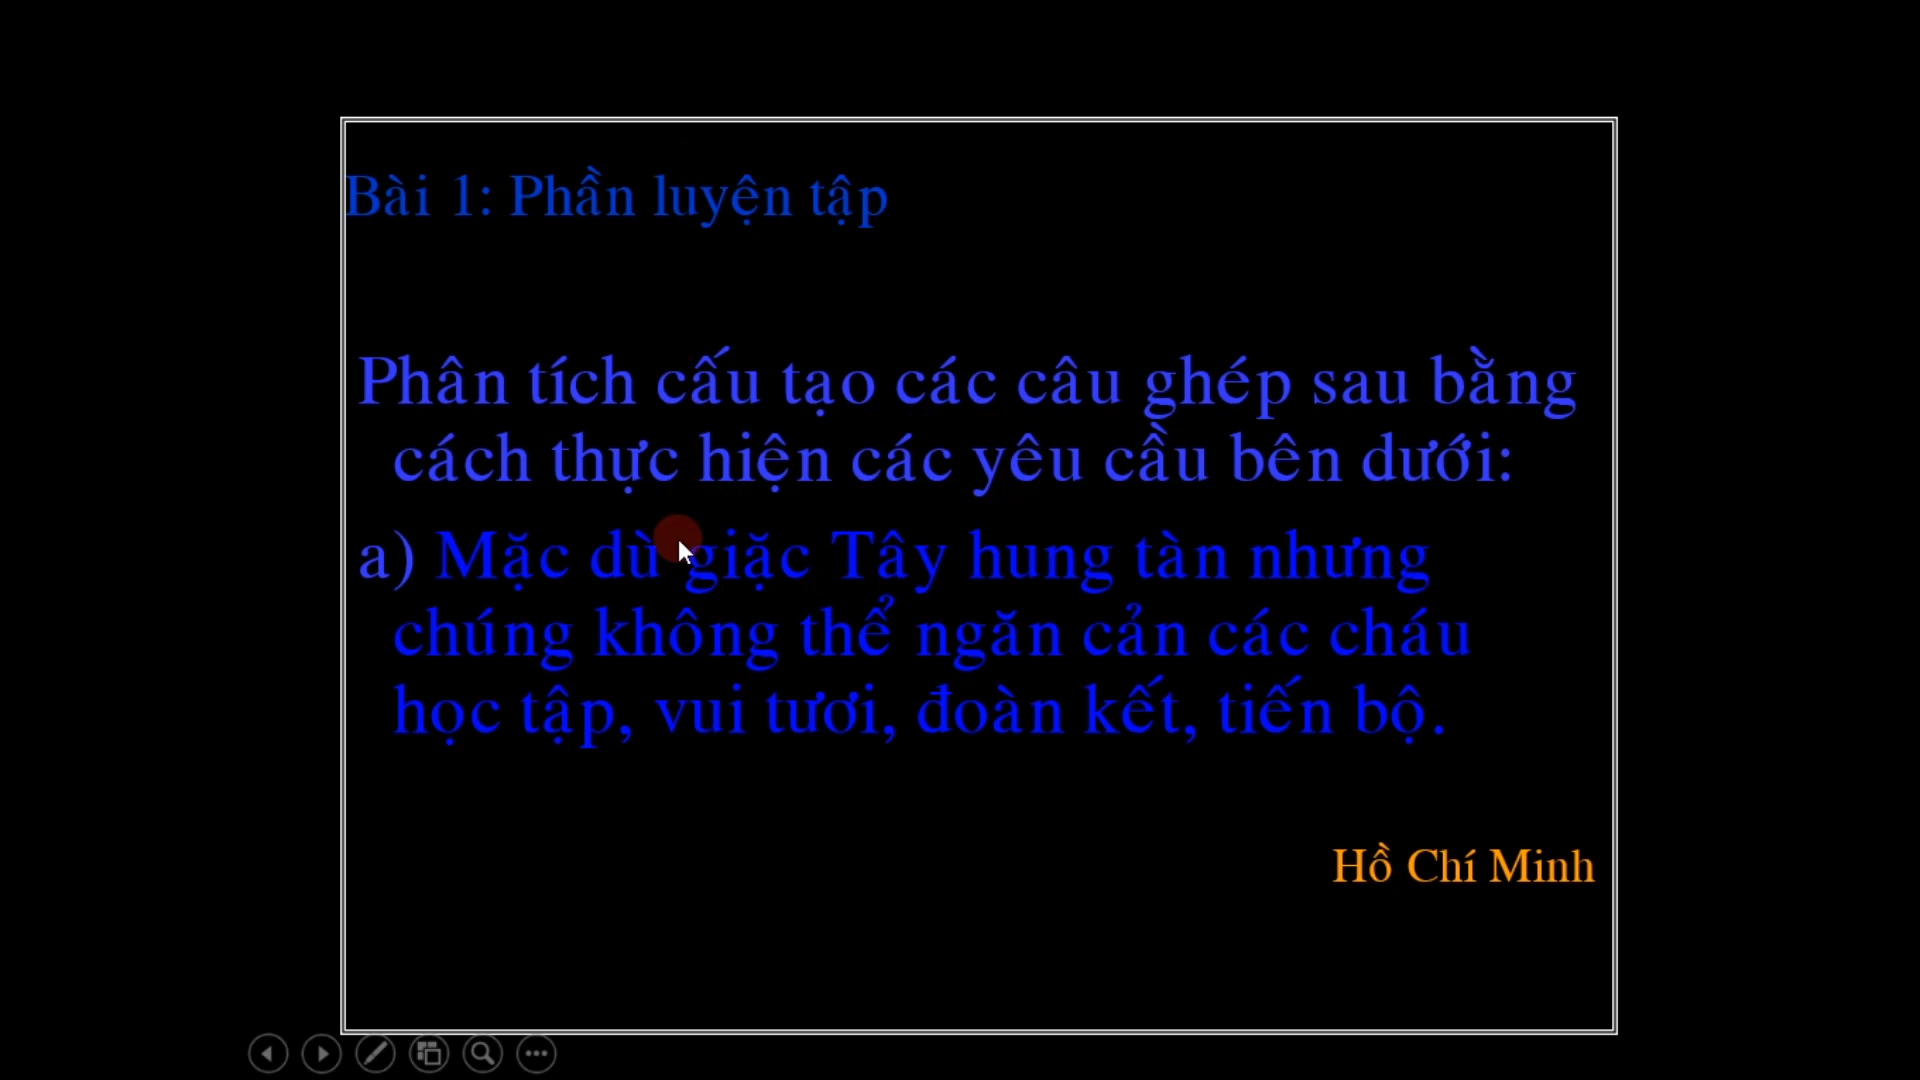 Bài 1: Phần luyện tập
Phân tích cấu tạo các câu ghép sau bằng
cách thực hiện các yêu cầu bên dưới:
a) Mặc dù giặc Tây hung tàn nhưng
chúng không thể ngăn cản các cháu
học tập, vui tươi, đoàn kết, tiến bộ.
Hồ Chí Minh